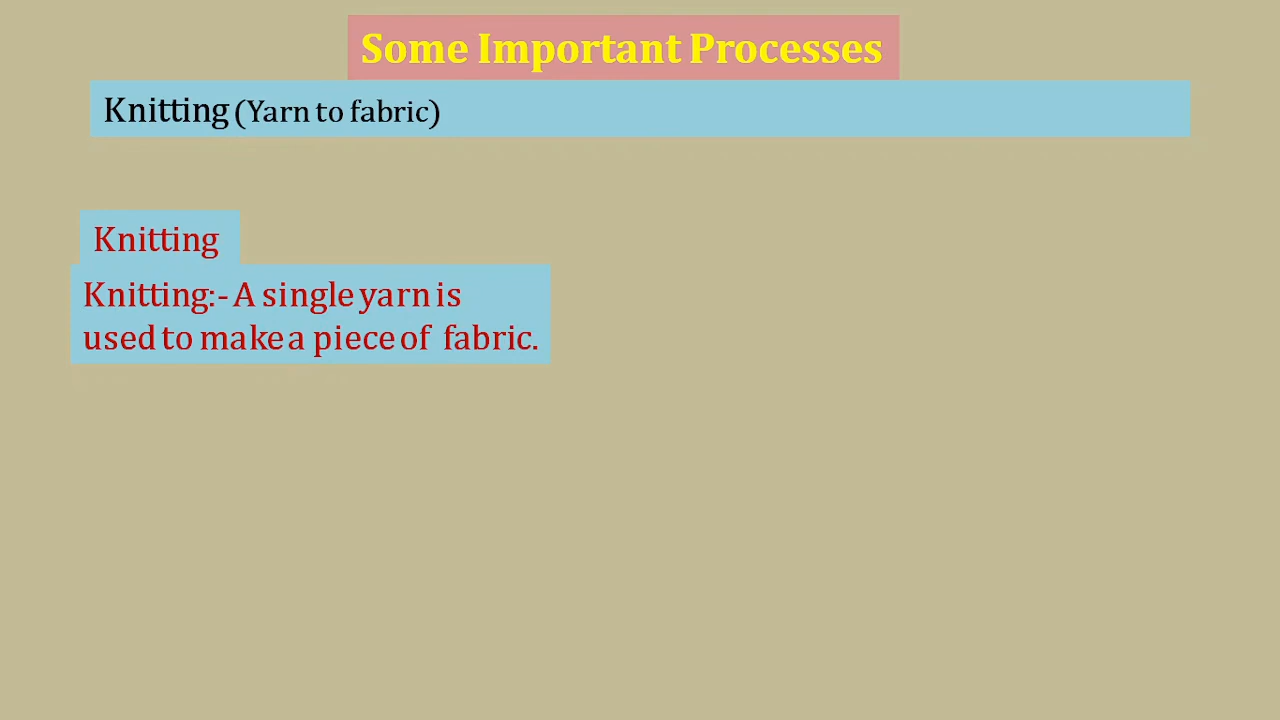 Some Important Processes
Knitting (Yarn to fabric)
Knitting
Knitting:- A single yarn is
used to make a piece of fabric.